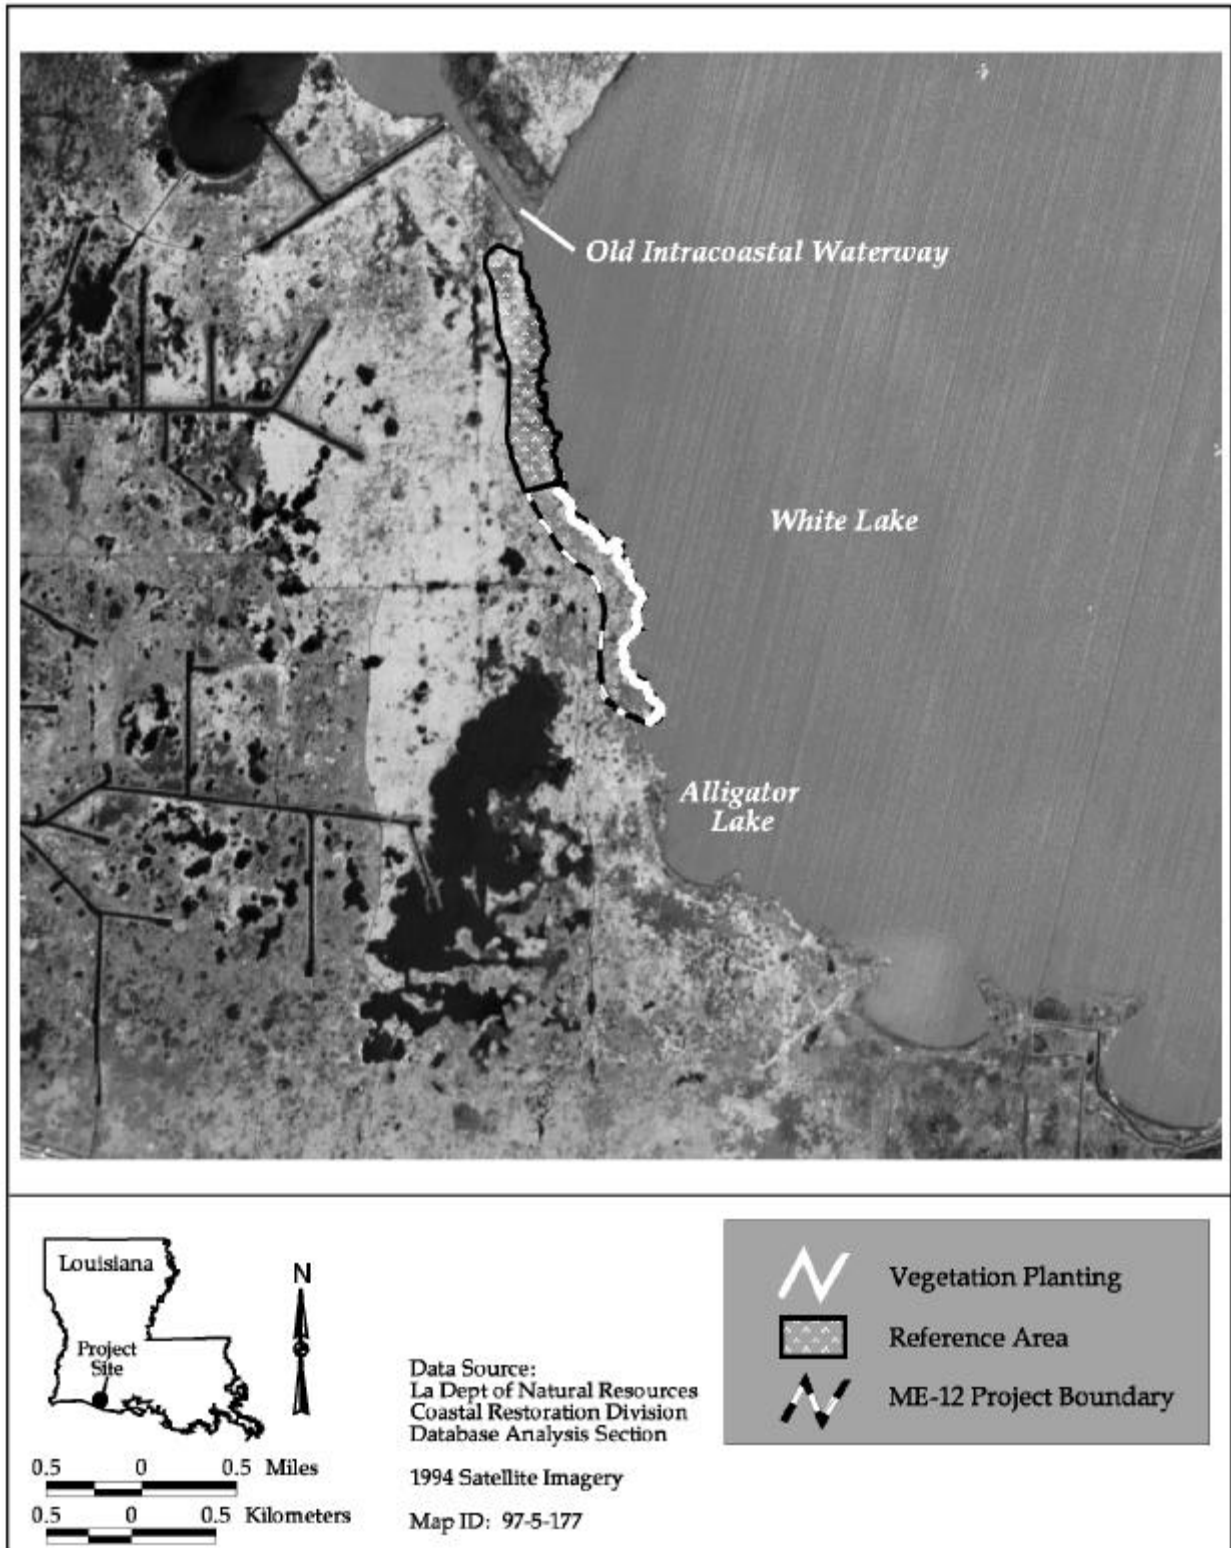 Old Intracoastal Waterway
White Lake
Alligator
Lake
Louisiana
Project
Site
N
0.5 0 0.5 Miles
0.5 0 0.5 Kilometers
Data Source:
La Dept of Natural Resources
Coastal Restoration Division
Database Analysis Section
1994 Satellite Imagery
Map ID: 97-5-177
Vegetation Planting
Reference Area
ME-12 Project Boundary